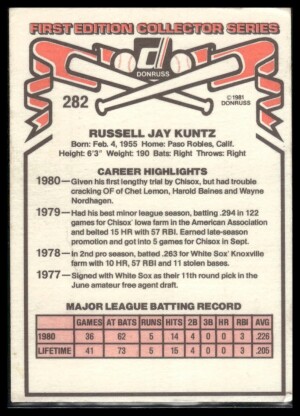 FIRST EDITION COLLECTOR SERIES
DONRUSS
282
© 1981
DONRUSS
RUSSELL JAY KUNTZ
Born: Feb. 4, 1955 Home: Paso Robles, Calif.
Height: 6'3" Weight: 190 Bats: Right Throws: Right
CAREER HIGHLIGHTS
1980—Given his first lengthy trial by Chisox, but had trouble
cracking OF of Chet Lemon, Harold Baines and Wayne
Nordhagen.
1979—Had his best minor league season, batting .294 in 122
games for Chisox' Iowa farm in the American Association
and belted 15 HR with 57 RBI. Earned late-season
promotion and got into 5 games for Chisox in Sept.
1978—In 2nd pro season, batted .263 for White Sox' Knoxville
farm with 10 HR, 57 RBI and 11 stolen bases.
1977—Signed with White Sox as their 11th round pick in the
June amateur free agent draft.
MAJOR LEAGUE BATTING RECORD
GAMES AT BATS RUNS HITS 2B 3B HR RBI AVG
1980 36 62 5 14 4 0 0 3 .226
LIFETIME 41 73 5 15 4 0 0 3 .205